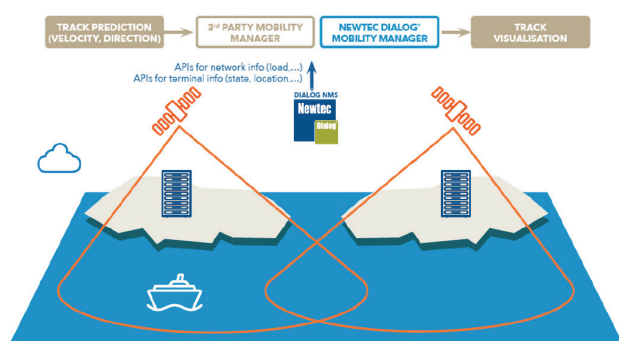 TRACK PREDICTION
(VELOCITY, DIRECTION)
3rd PARTY MOBILITY
MANAGER
NEWTEC DIALOG®
MOBILITY MANAGER
TRACK
VISUALISATION
APIs for network info (load,...)
APIs for terminal info (state, location,...)
DIALOG NMS
Newtec
Dialog